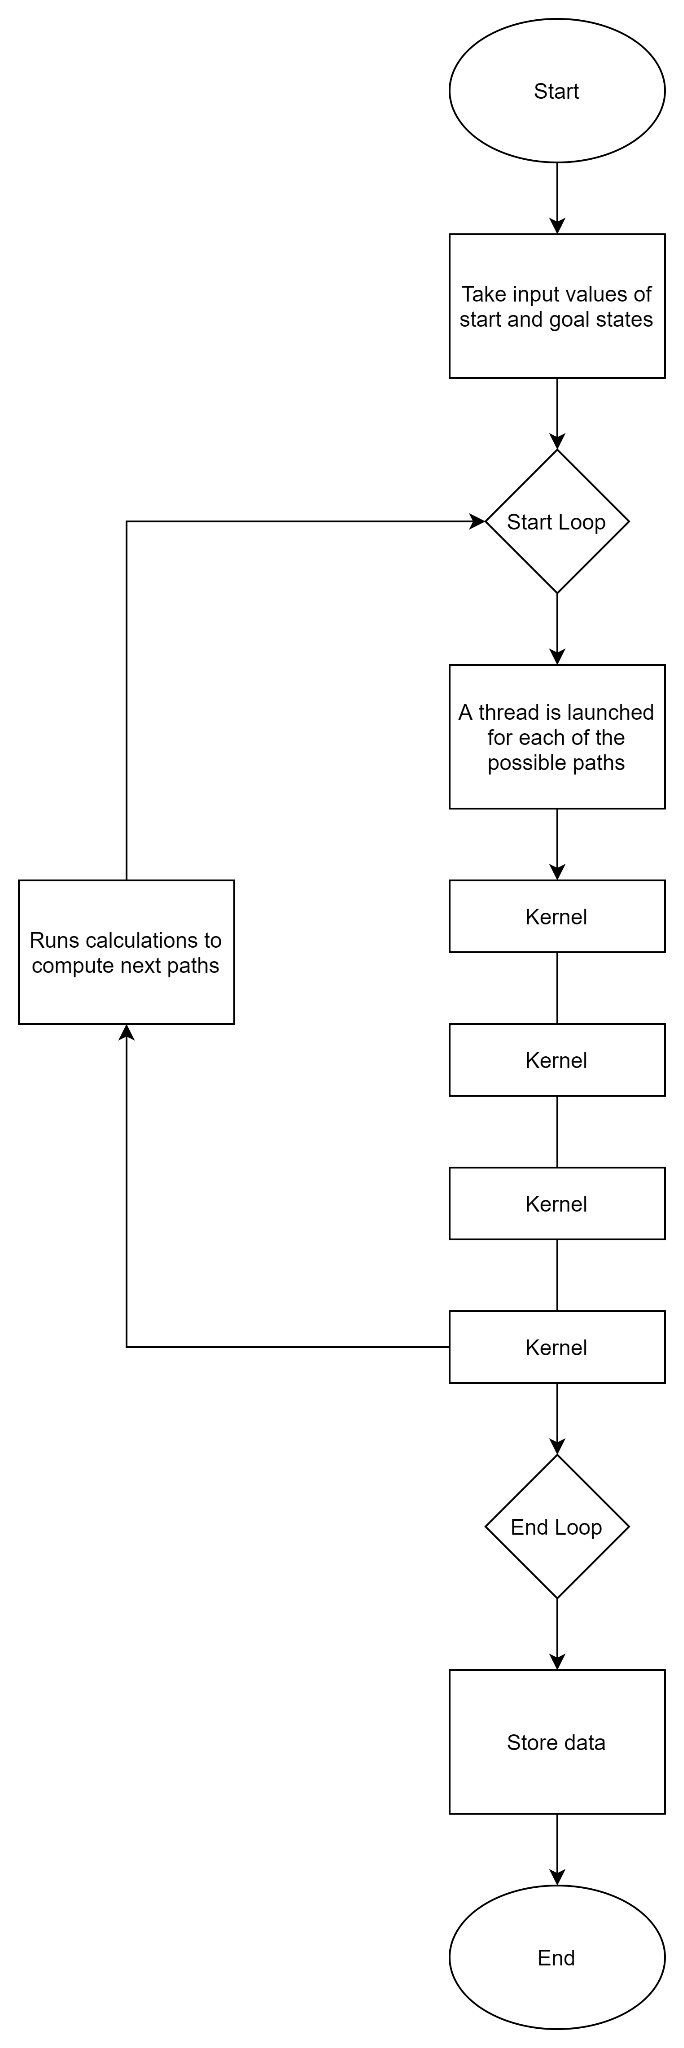 Start
Take input values of
start and goal states
Start Loop
A thread is launched
for each of the
possible paths
Kernel
Runs calculations to
compute next paths
Kernel
Kernel
Kernel
End Loop
Store data
End